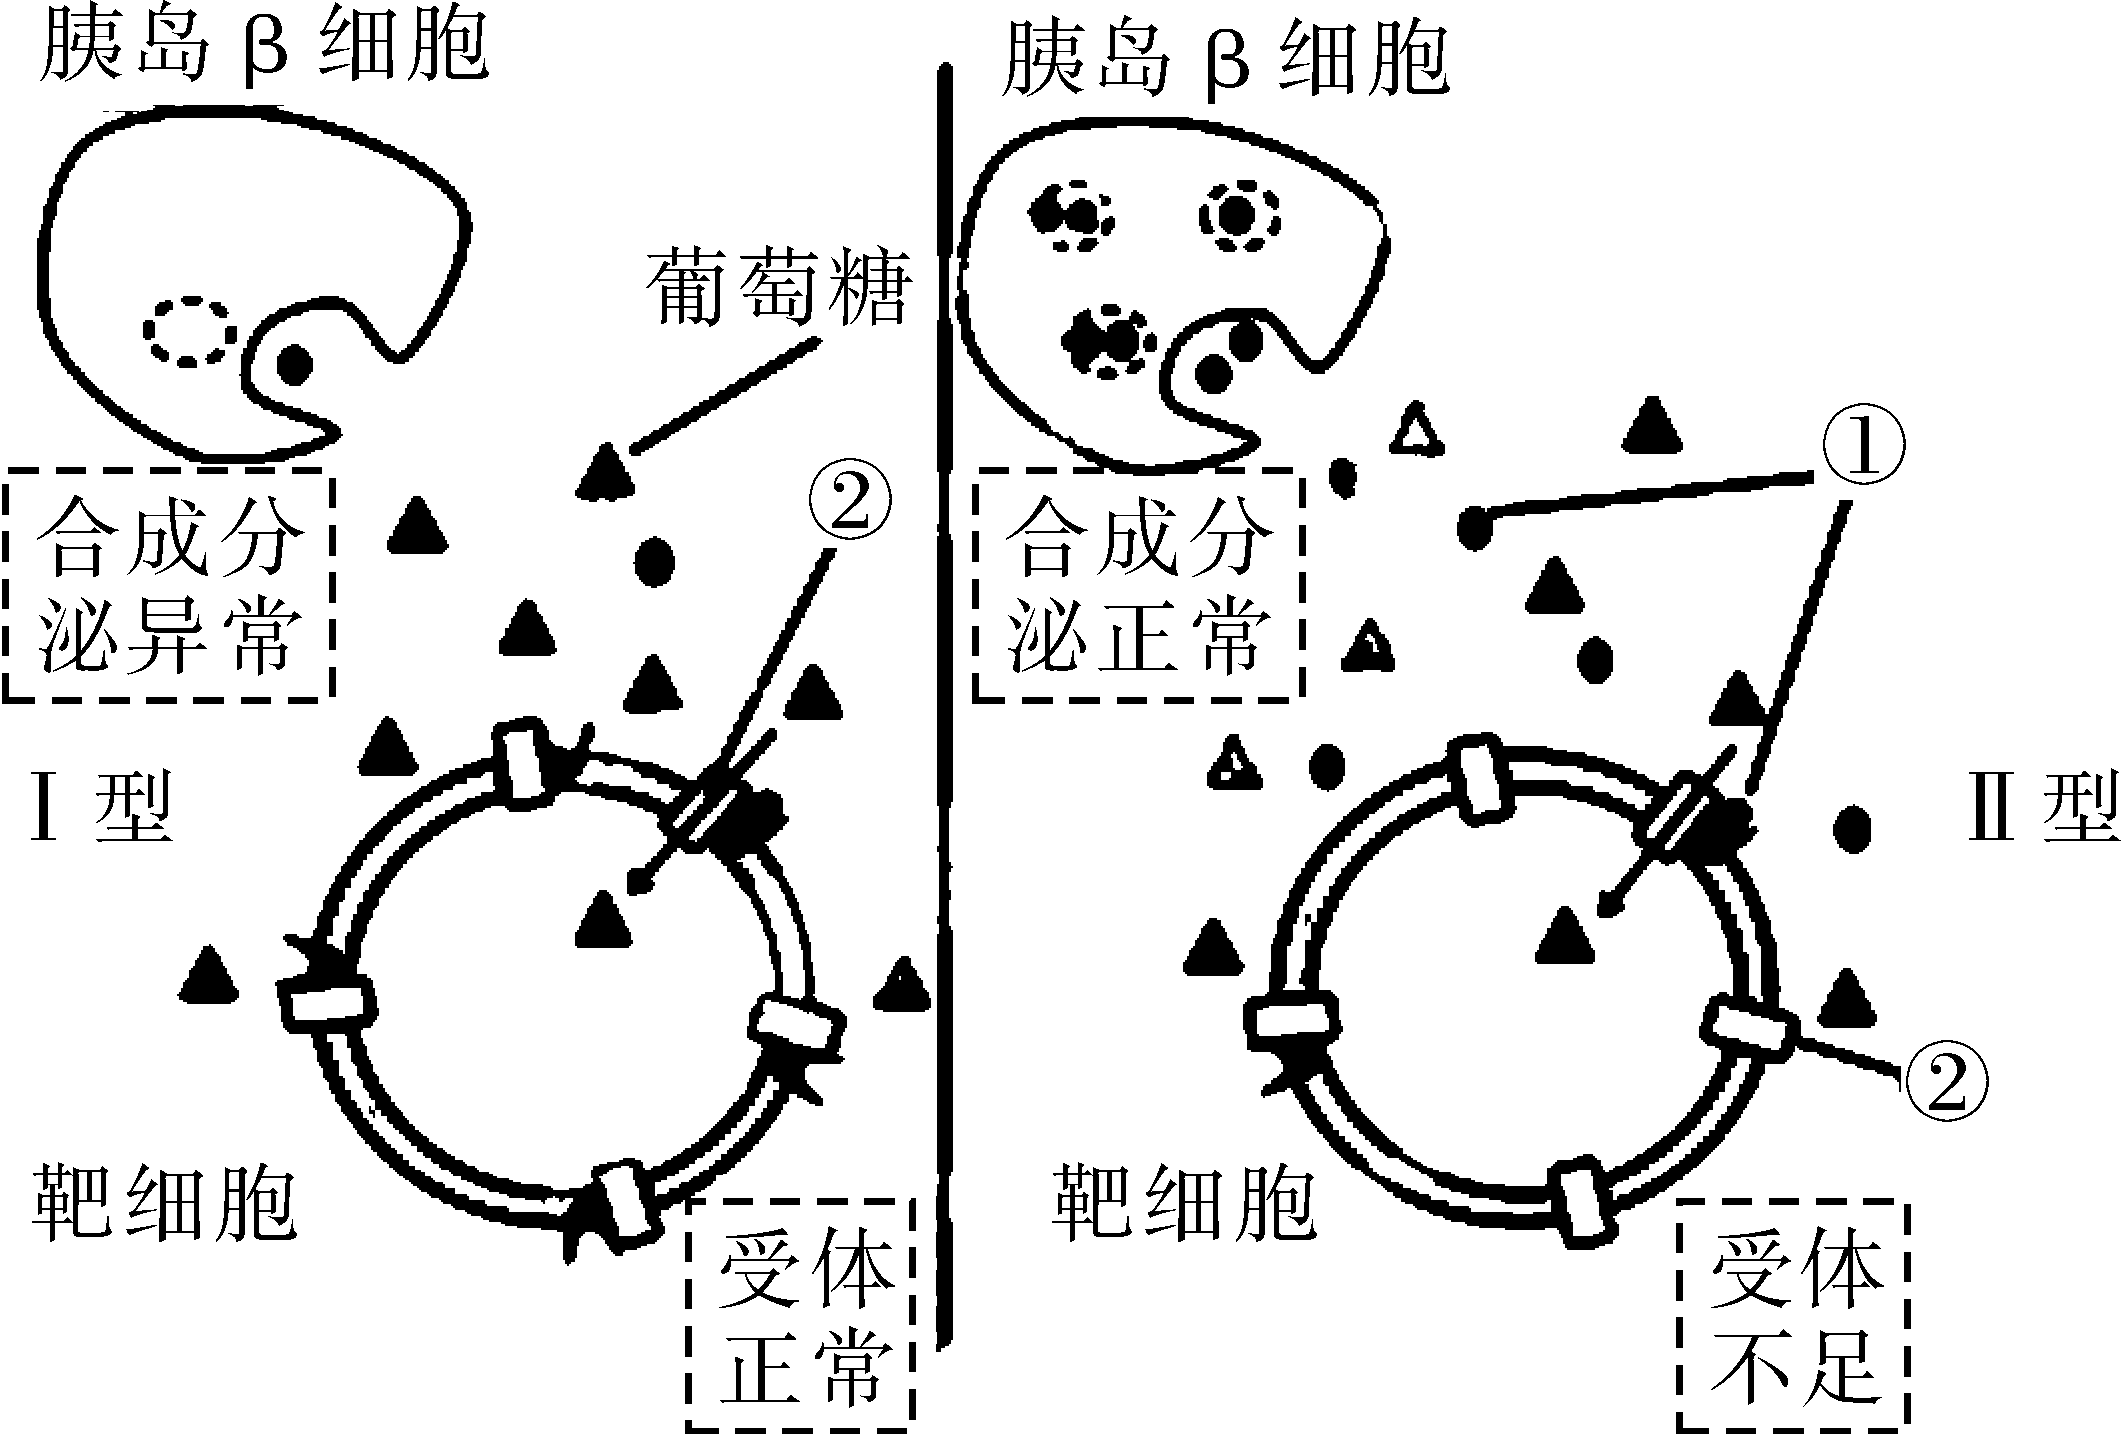 胰岛β细胞
胰岛β细胞
葡萄糖
①
②
合成分
泌异常
合成分
泌正常
Ⅰ型
Ⅱ型
②
靶细胞
靶细胞
受体
正常
受体
不足